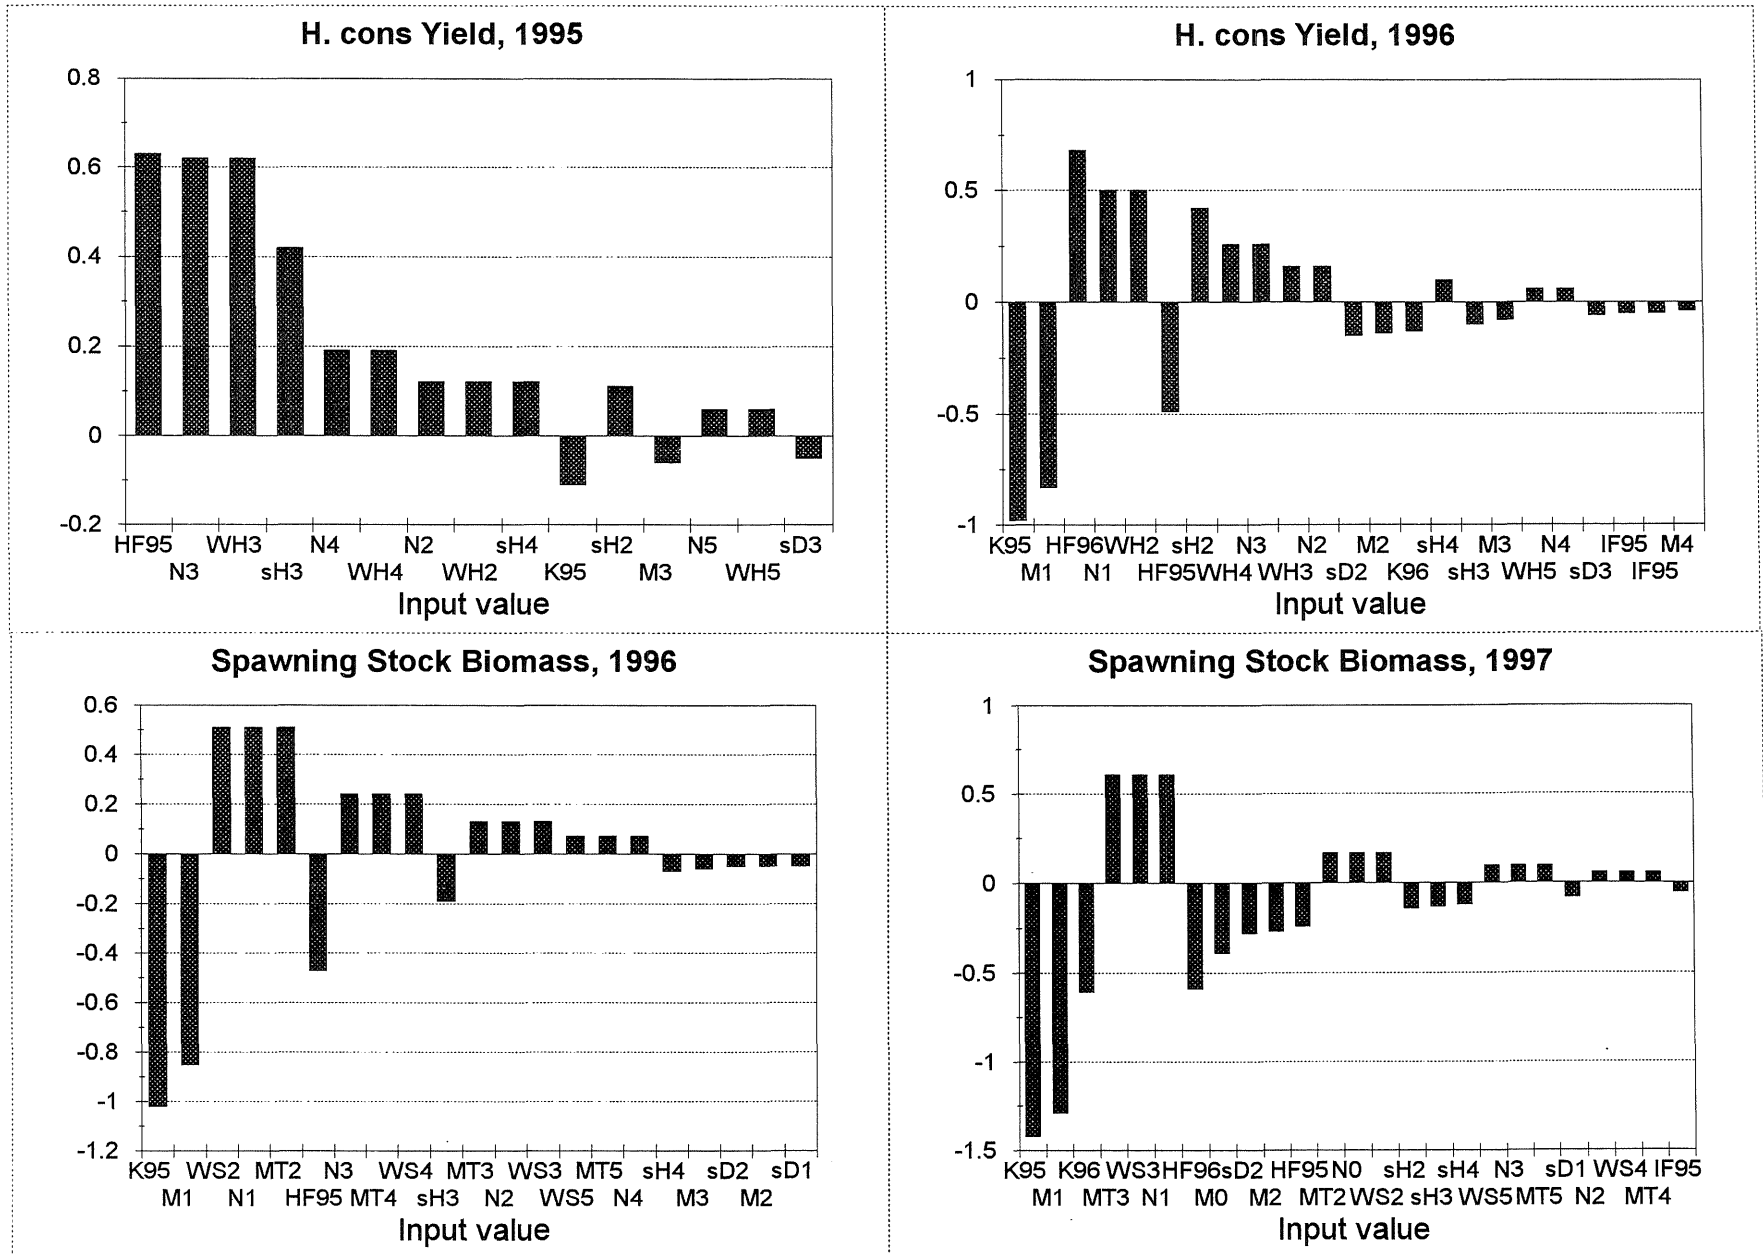 H. cons Yield, 1995
0.8
0.6
0.4
0.2
0
-0.2
HF95 WH3 N4 N2 sH4 sH2 N5 sD3
N3 sH3 WH4 WH2 K95 M3 WH5
Input value
H. cons Yield, 1996
1
0.5
0
-0.5
-1
K95 HF96 WH2 sH2 N3 N2 M2 sH4 M3 N4 IF95 M4
M1 N1 HF95 WH4 WH3 sD2 K96 sH3 WH5 sD3 IF95
Input value
Spawning Stock Biomass, 1996
0.6
0.4
0.2
0
-0.2
-0.4
-0.6
-0.8
-1
-1.2
K95 WS2 MT2 N3 WS4 MT3 WS3 MT5 sH4 sD2 sD1
M1 N1 HF95 MT4 sH3 N2 WS5 N4 M3 M2
Input value
Spawning Stock Biomass, 1997
1
0.5
0
-0.5
-1
-1.5
K95 K96 WS3 HF96 sD2 HF95 N0 sH2 sH4 N3 sD1 WS4 IF95
M1 MT3 N1 M0 M2 MT2 WS2 sH3 WS5 MT5 N2 MT4
Input value